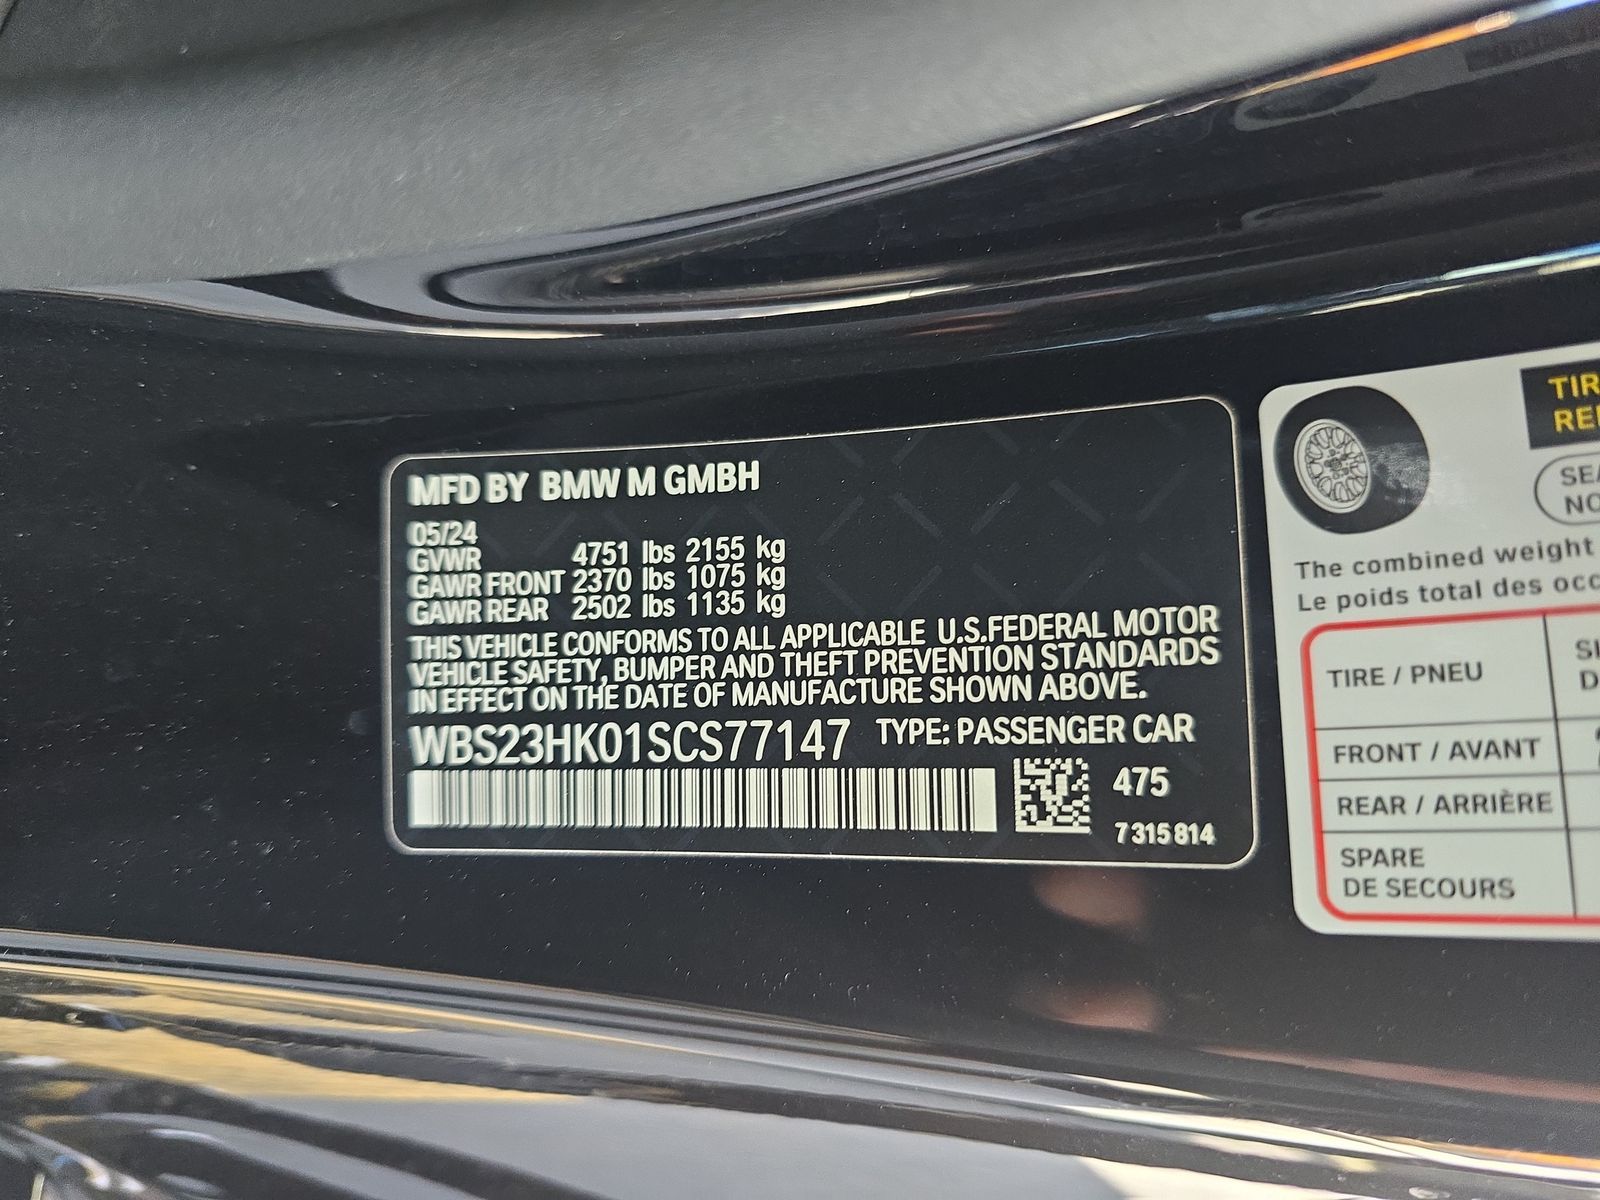 MFD BY BMW M GMBH
05/24
GVWR 4751 lbs 2155 kg
GAWR FRONT 2370 lbs 1075 kg
GAWR REAR 2502 lbs 1135 kg
THIS VEHICLE CONFORMS TO ALL APPLICABLE U.S.FEDERAL MOTOR
VEHICLE SAFETY, BUMPER AND THEFT PREVENTION STANDARDS
IN EFFECT ON THE DATE OF MANUFACTURE SHOWN ABOVE.
WBS23HK01SCS77147 TYPE: PASSENGER CAR
475
7315814
TIR
The combined weight
Le poids total des occ
TIRE / PNEU
FRONT / AVANT
REAR / ARRIÈRE
SPARE
DE SECOURS